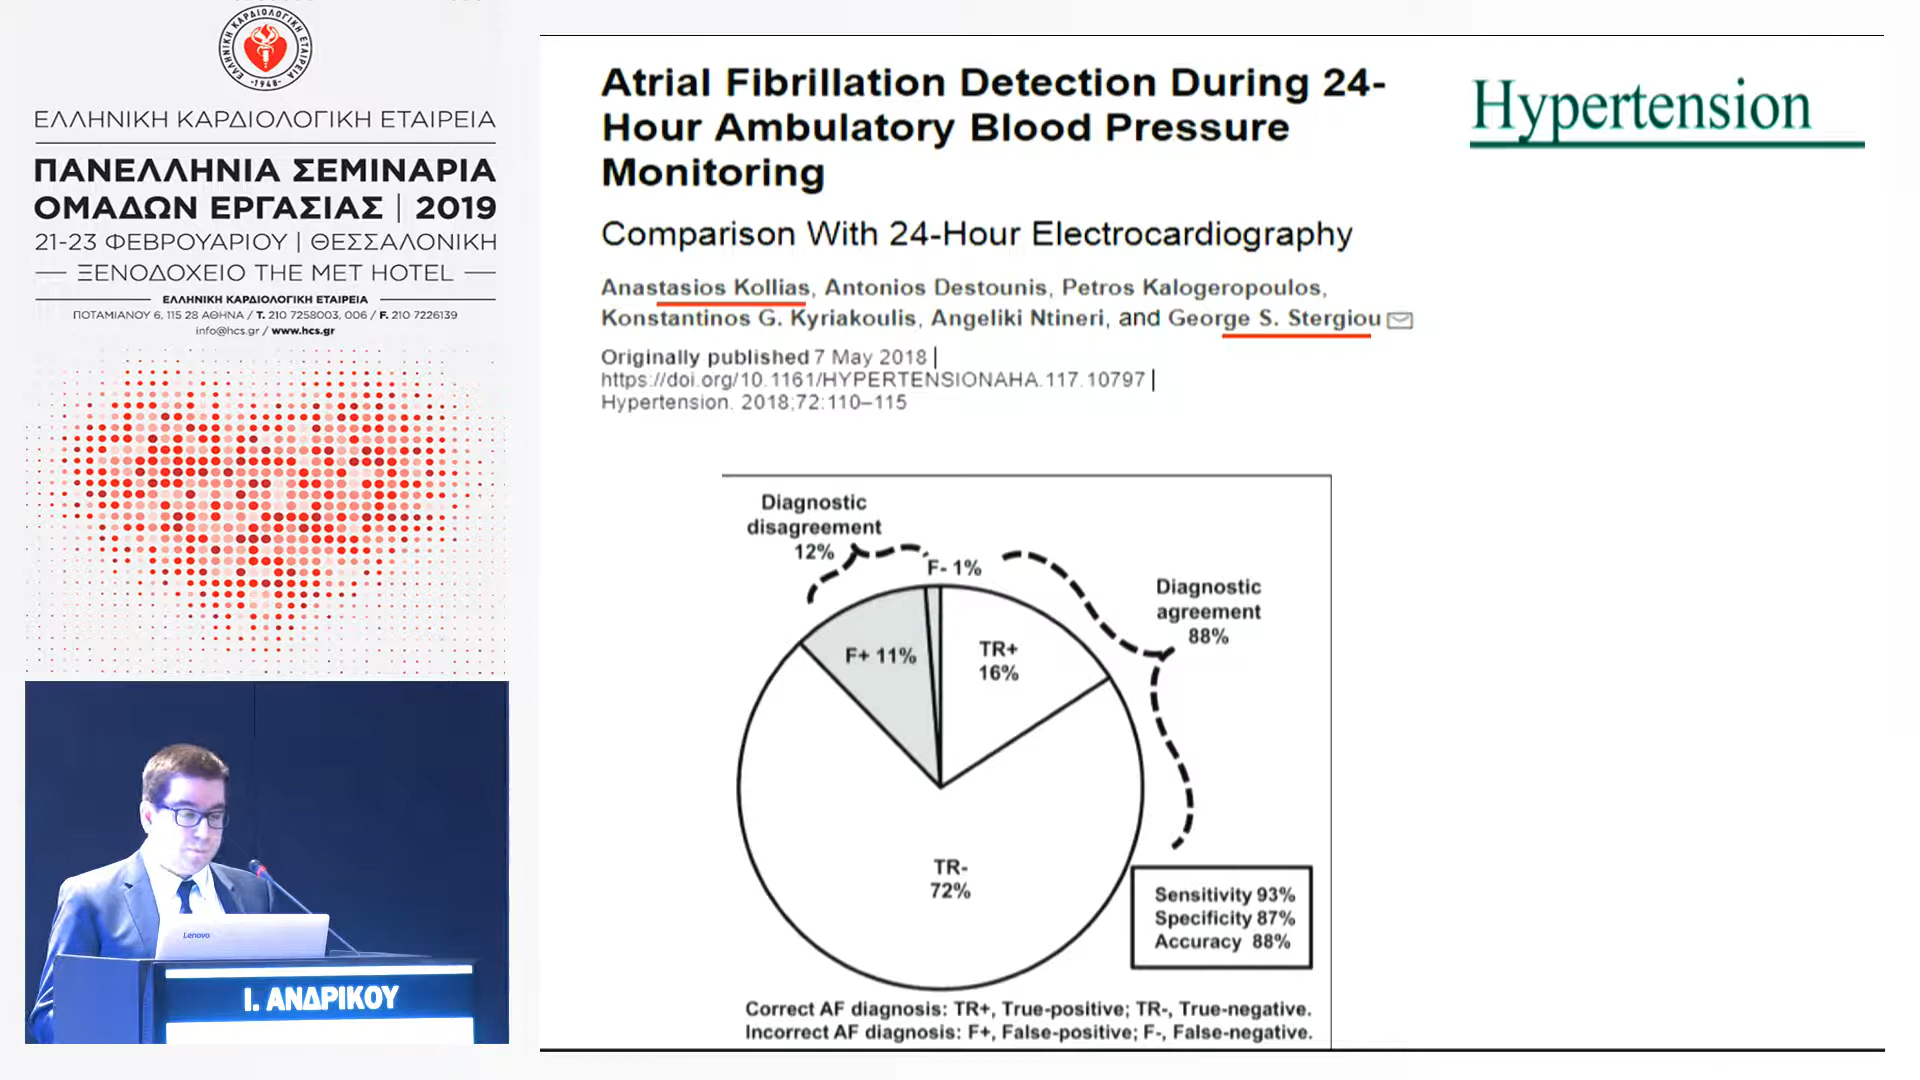 ΕΛΛΗΝΙΚΗ ΚΑΡΔΙΟΛΟΓΙΚΗ ΕΤΑΙΡΕΙΑ
-1948-
ΕΛΛΗΝΙΚΗ ΚΑΡΔΙΟΛΟΓΙΚΗ ΕΤΑΙΡΕΙΑ
ΠΑΝΕΛΛΗΝΙΑ ΣΕΜΙΝΑΡΙΑ
ΟΜΑΔΩΝ ΕΡΓΑΣΙΑΣ | 2019
21-23 ΦΕΒΡΟΥΑΡΙΟΥ | ΘΕΣΣΑΛΟΝΙΚΗ
ΞΕΝΟΔΟΧΕΙΟ THE MET HOTEL
ΕΛΛΗΝΙΚΗ ΚΑΡΔΙΟΛΟΓΙΚΗ ΕΤΑΙΡΕΙΑ
ΠΟΤΑΜΙΑΝΟΥ 6, 115 28 ΑΘΗΝΑ / T. 210 7258003, 006 / F. 210 7226139
info@hcs.gr / www.hcs.gr
Lenovo
Ι. ΑΝΔΡΙΚΟΥ
Atrial Fibrillation Detection During 24-
Hour Ambulatory Blood Pressure
Monitoring
Hypertension
Comparison With 24-Hour Electrocardiography
Anastasios Kollias, Antonios Destounis, Petros Kalogeropoulos,
Konstantinos G. Kyriakoulis, Angeliki Ntineri, and George S. Stergiou
Originally published 7 May 2018 |
https://doi.org/10.1161/HYPERTENSIONAHA.117.10797 |
Hypertension. 2018;72:110–115
Diagnostic
disagreement
12%
F- 1%
Diagnostic
agreement
88%
F+ 11%
TR+
16%
TR-
72%
Sensitivity 93%
Specificity 87%
Accuracy 88%
Correct AF diagnosis: TR+, True-positive; TR-, True-negative.
Incorrect AF diagnosis: F+, False-positive; F-, False-negative.